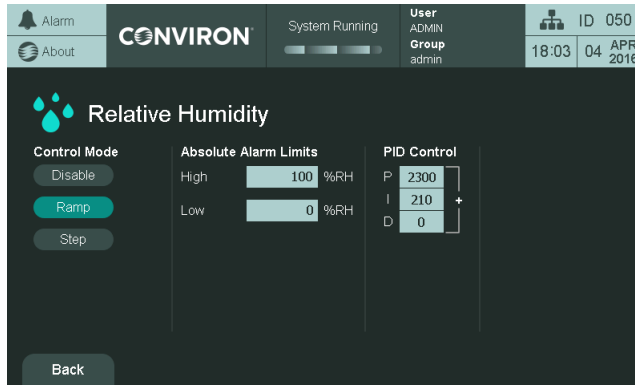 Alarm
About
CONVIRON
System Running
User
ADMIN
Group
admin
ID 050
18:03 04 APR 2016
Relative Humidity
Control Mode
Disable
Ramp
Step
Absolute Alarm Limits
High 100 %RH
Low 0 %RH
PID Control
P 2300
I 210 +
D 0
Back